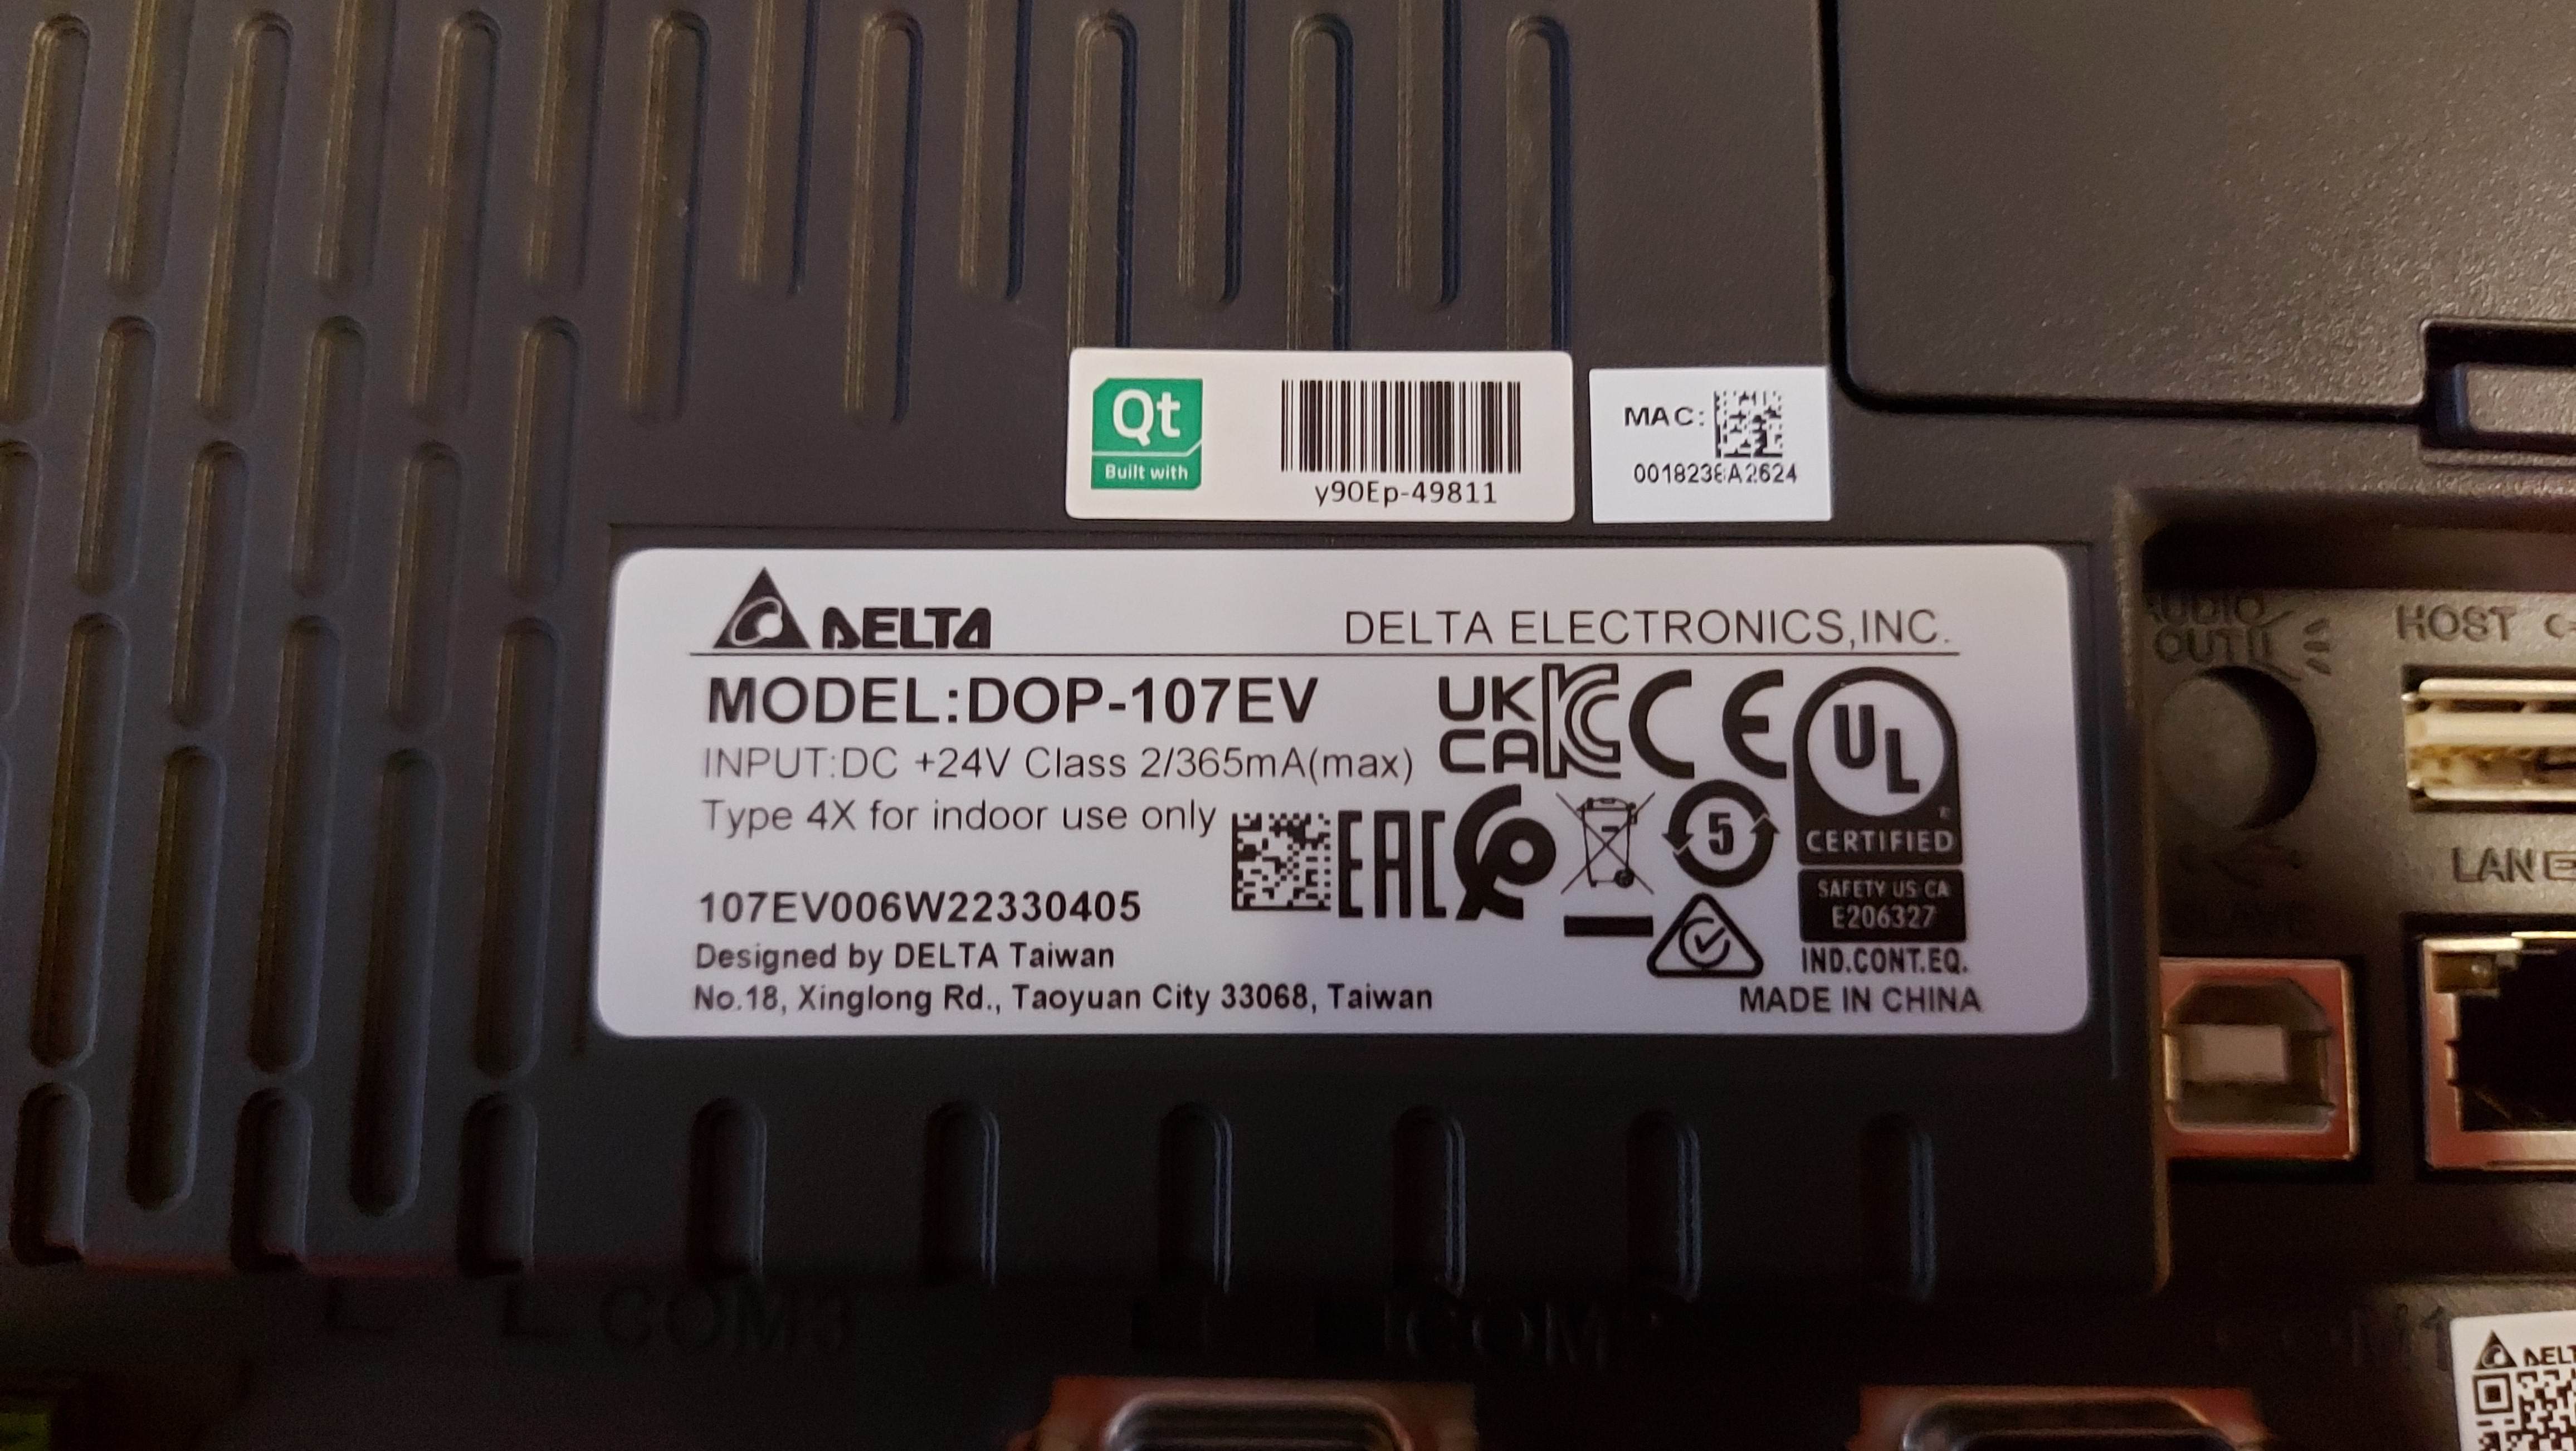 Qt
Built with
y90Ep-49811
MAC:
DELTA
DELTA ELECTRONICS,INC.
MODEL:DOP-107EV
INPUT:DC +24V Class 2/365mA(max)
Type 4X for indoor use only
UK
CA
CE
EAC
5
UL
CERTIFIED
SAFETY US CA
E206327
IND.CONT.EQ.
107EV006W22330405
Designed by DELTA Taiwan
No.18, Xinglong Rd., Taoyuan City 33068, Taiwan
MADE IN CHINA
AUDIO
OUT
HOST
LAN
COM3